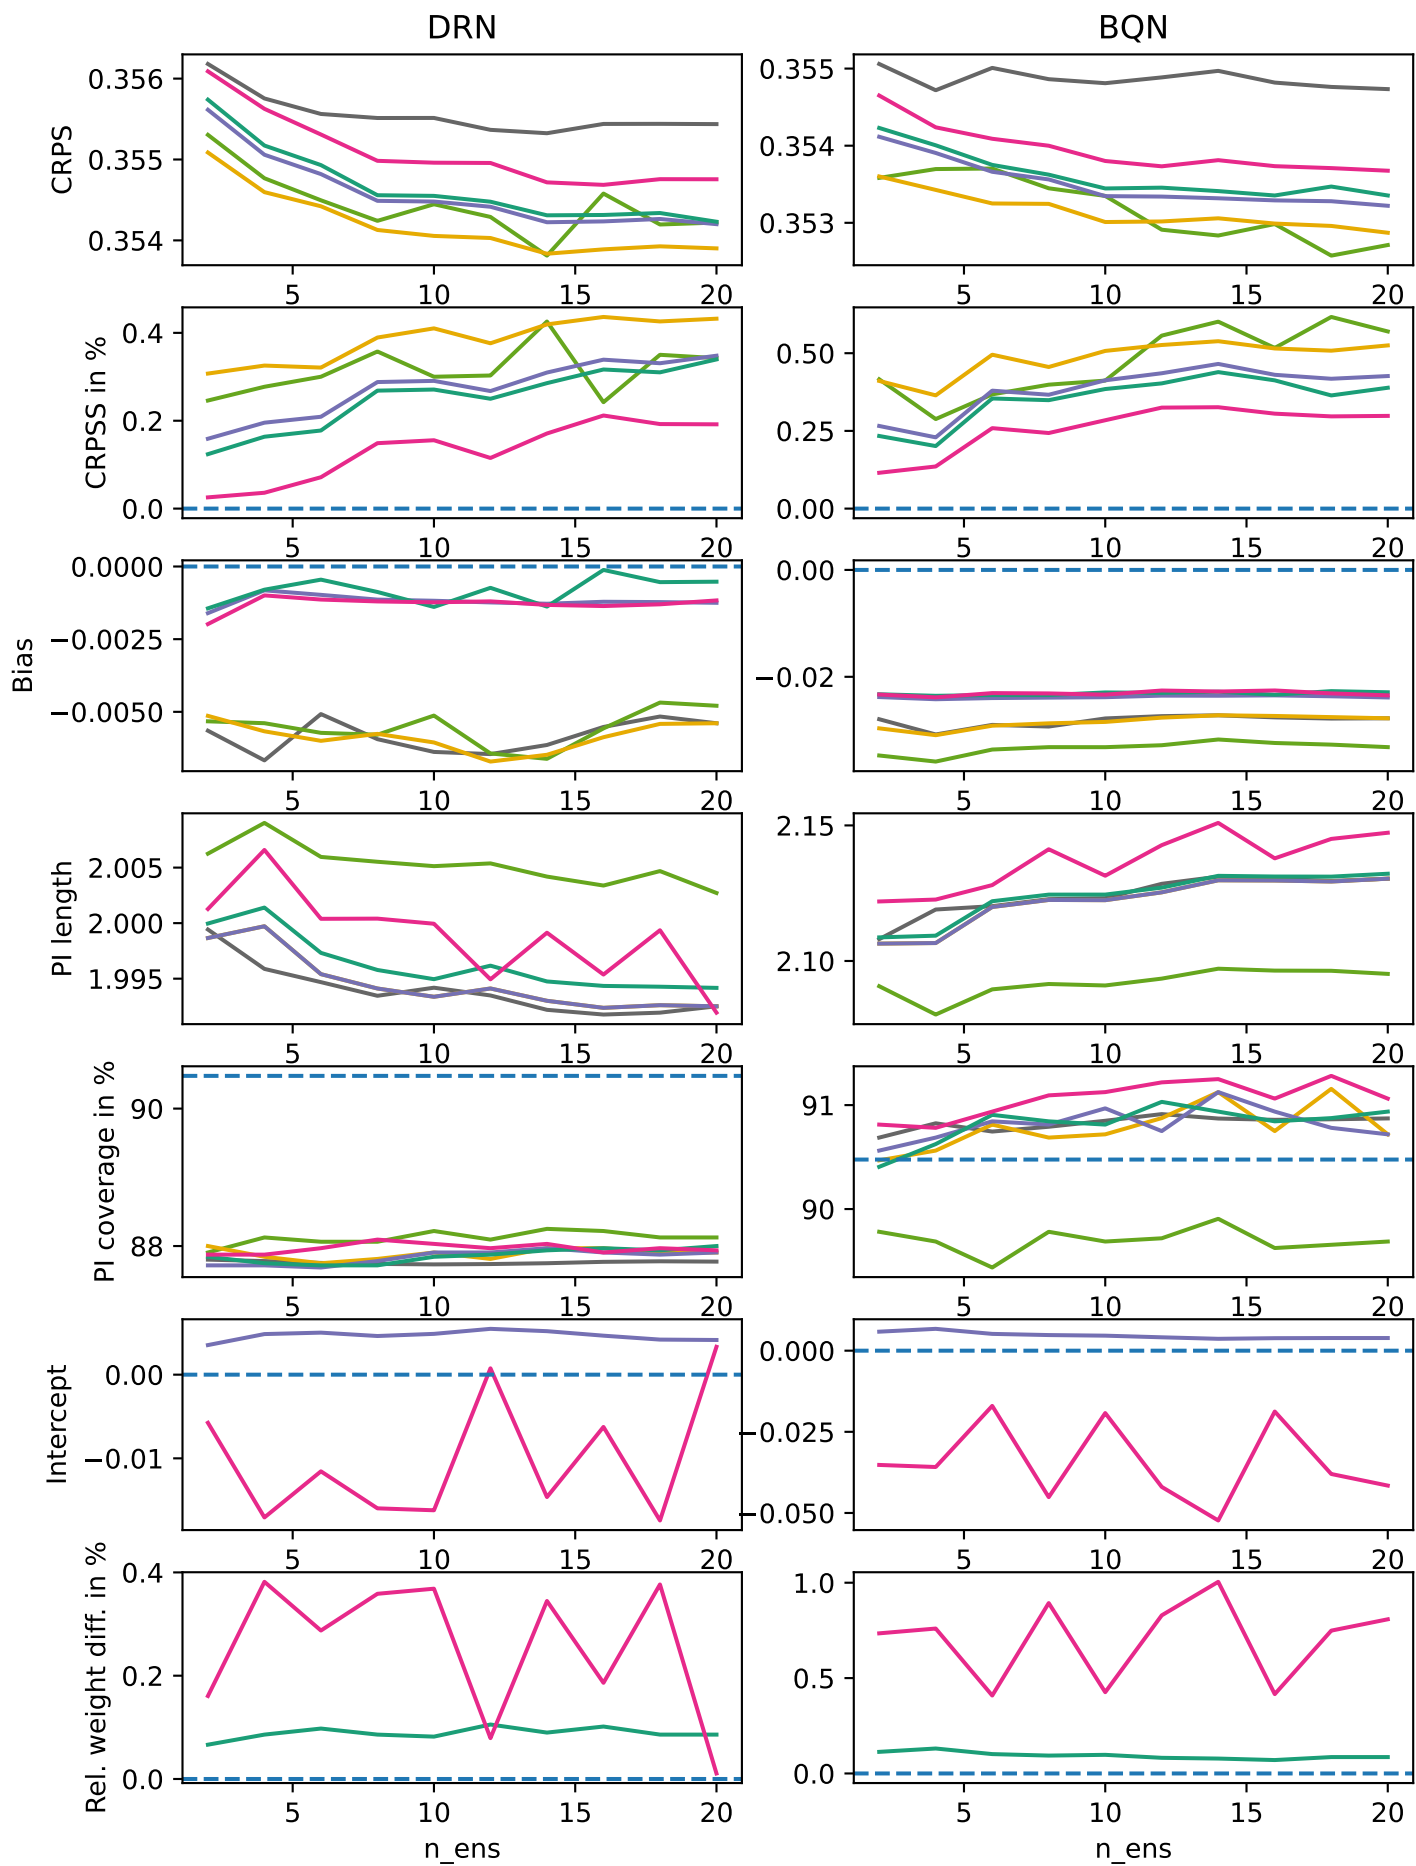 DRN BQN
CRPS
0.356
0.355
0.354
5 10 15 20
0.355
0.354
0.353
5 10 15 20
CRPSS in %
0.4
0.2
0.0
5 10 15 20
0.50
0.25
0.00
5 10 15 20
Bias
0.0000
−0.0025
−0.0050
5 10 15 20
0.00
−0.02
5 10 15 20
PI length
2.005
2.000
1.995
5 10 15 20
2.15
2.10
5 10 15 20
PI coverage in %
90
88
5 10 15 20
91
90
5 10 15 20
Intercept
0.00
−0.01
5 10 15 20
0.000
−0.025
−0.050
5 10 15 20
Rel. weight diff. in %
0.4
0.2
0.0
5 10 15 20
n_ens
1.0
0.5
0.0
5 10 15 20
n_ens